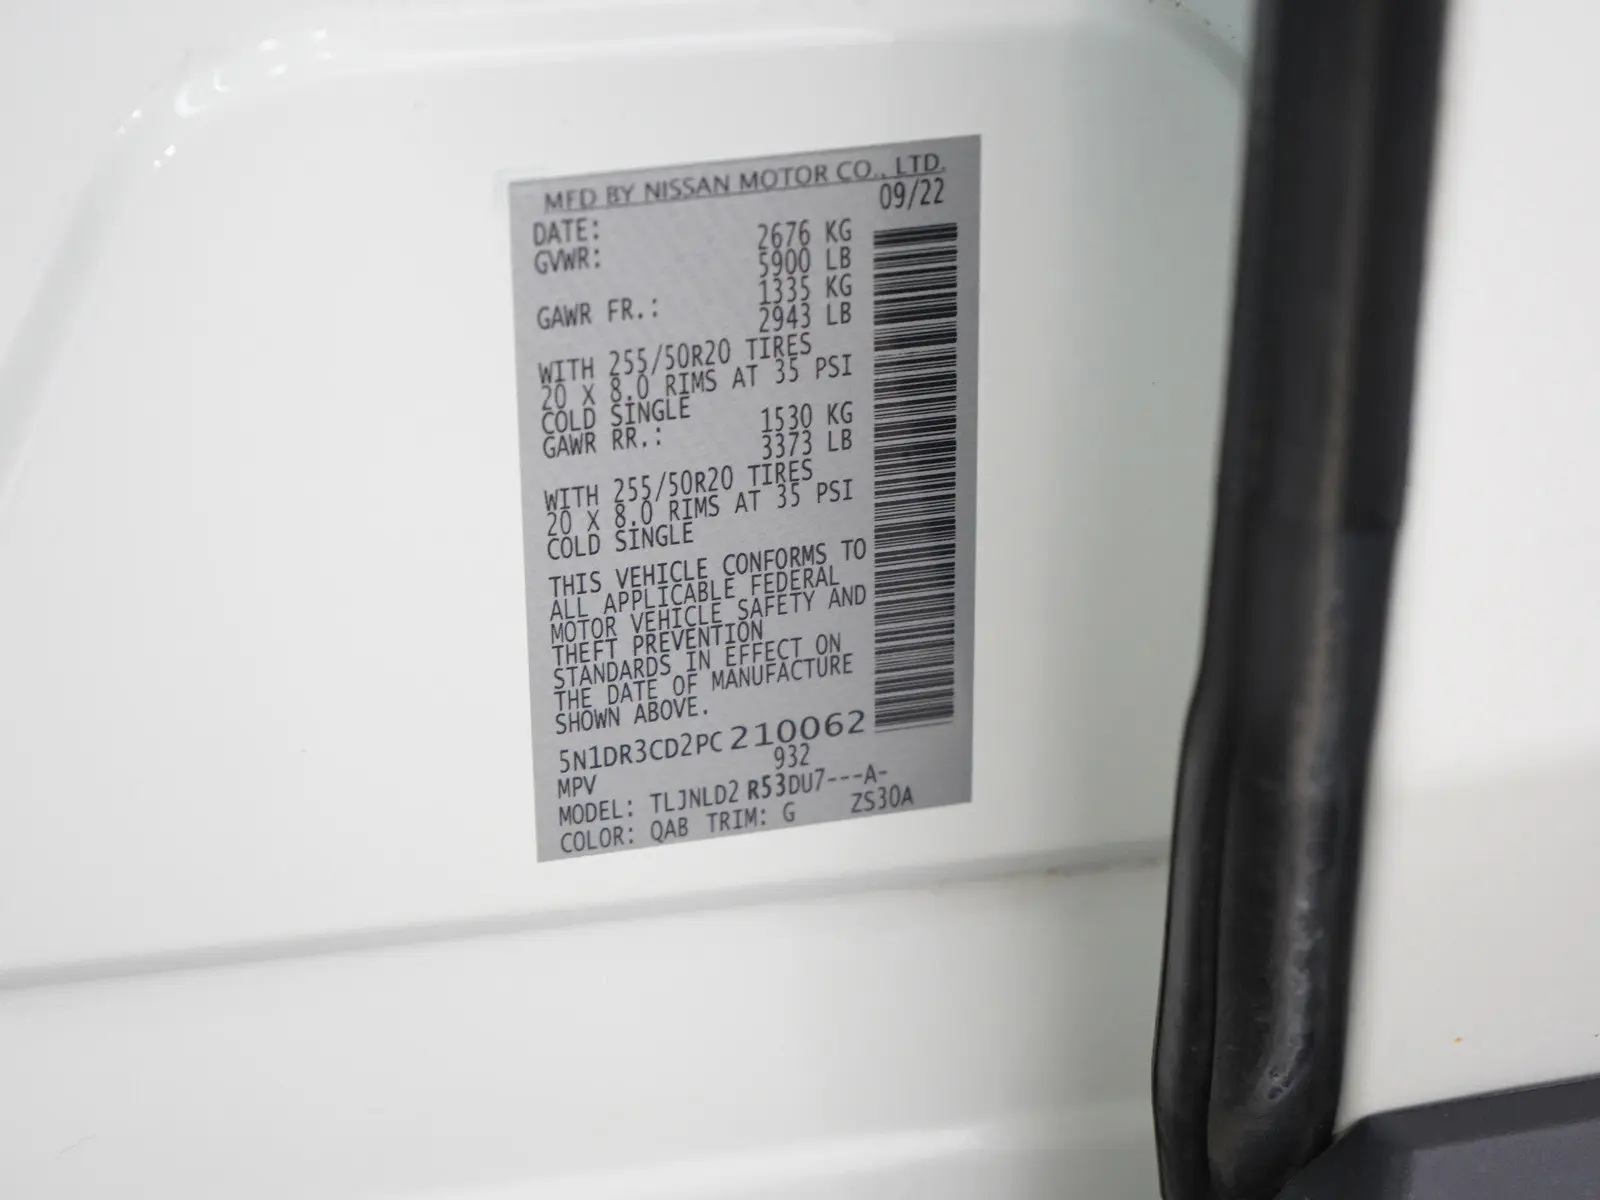 MFD BY NISSAN MOTOR CO., LTD.
DATE: 09/22
GVWR: 2676 KG
5900 LB
GAWR FR.: 1335 KG
2943 LB
WITH 255/50R20 TIRES
20 X 8.0 RIMS AT 35 PSI
COLD SINGLE
GAWR RR.: 1530 KG
3373 LB
WITH 255/50R20 TIRES
20 X 8.0 RIMS AT 35 PSI
COLD SINGLE
THIS VEHICLE CONFORMS TO
ALL APPLICABLE FEDERAL
MOTOR VEHICLE SAFETY AND
THEFT PREVENTION
STANDARDS IN EFFECT ON
THE DATE OF MANUFACTURE
SHOWN ABOVE.
5N1DR3CD2PC210062
MPV 932
MODEL: TLJNLD2 R53DU7---A-
COLOR: QAB TRIM: G ZS30A